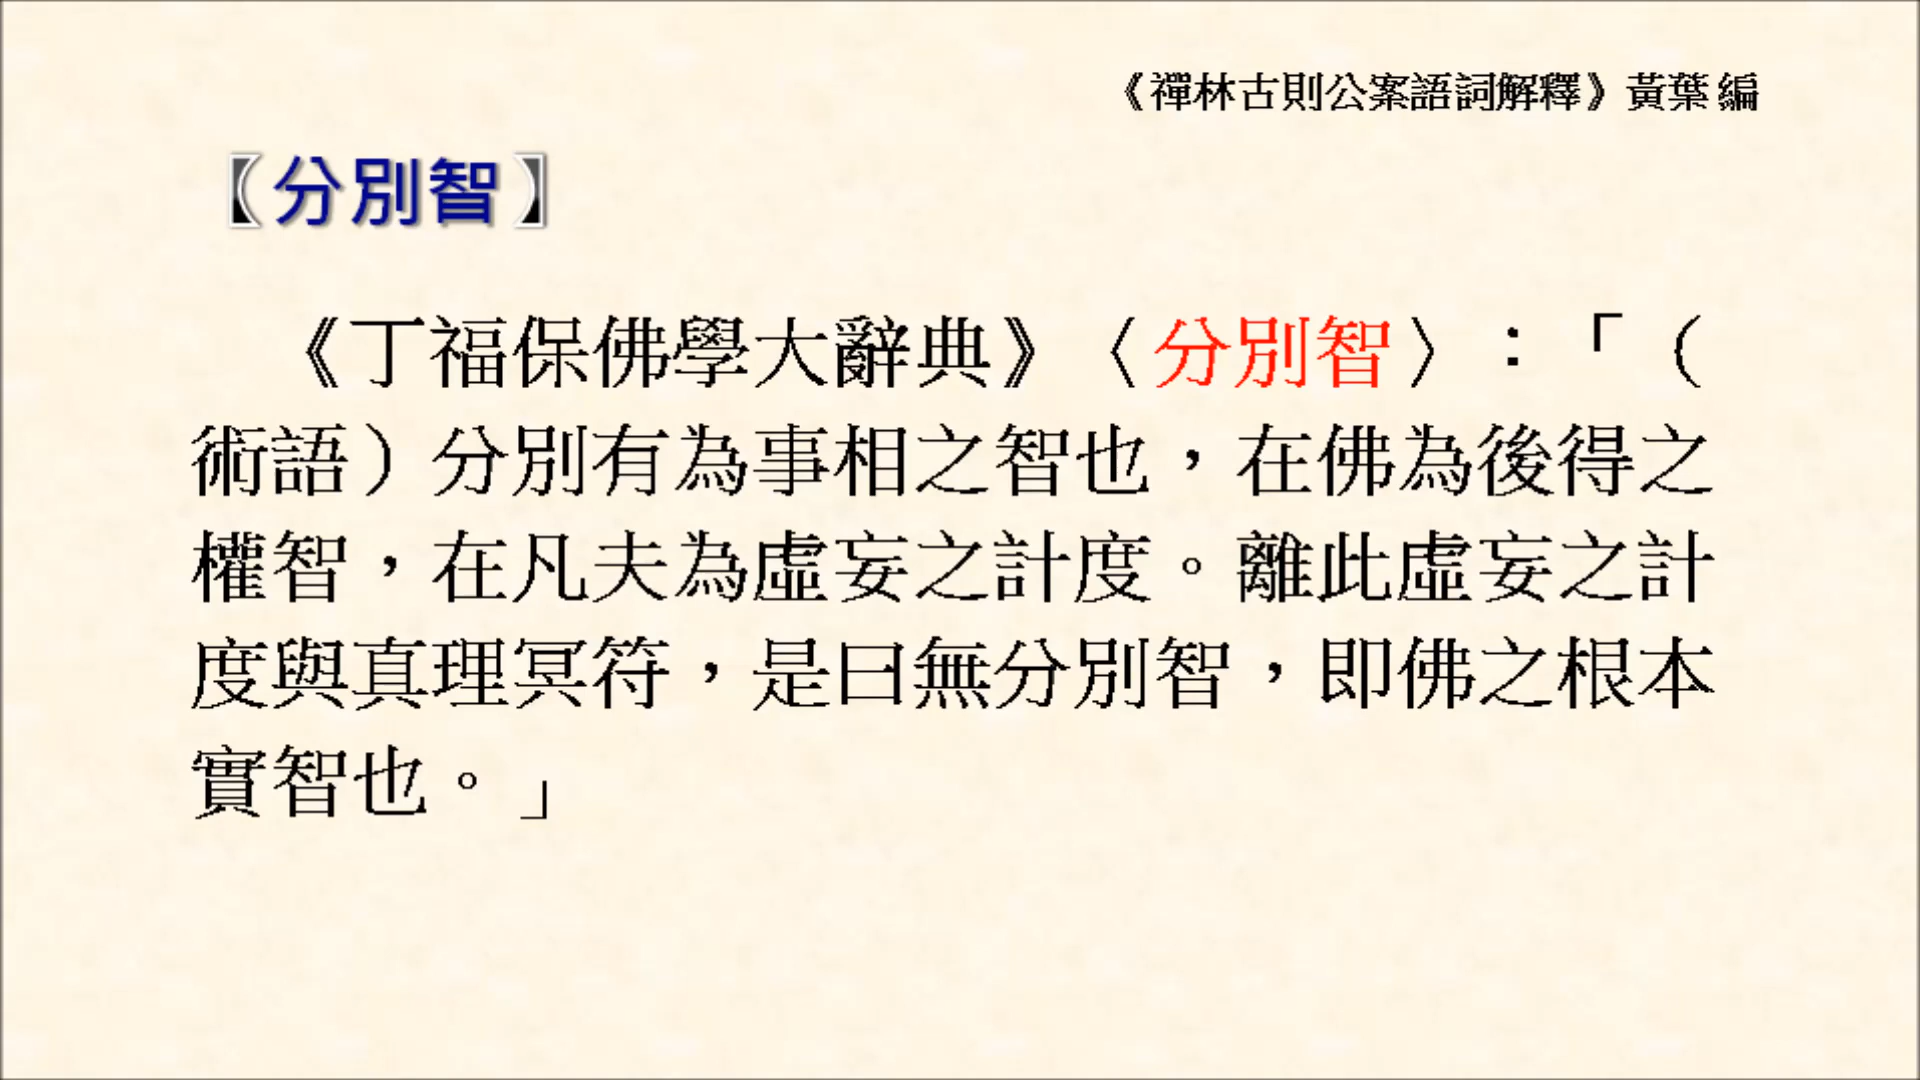 《禪林古則公案語詞解釋》黃葉編
【分別智】
《丁福保佛學大辭典》〈分別智〉：「（
術語）分別有為事相之智也，在佛為後得之
權智，在凡夫為虛妄之計度。離此虛妄之計
度與真理冥符，是曰無分別智，即佛之根本
實智也。」